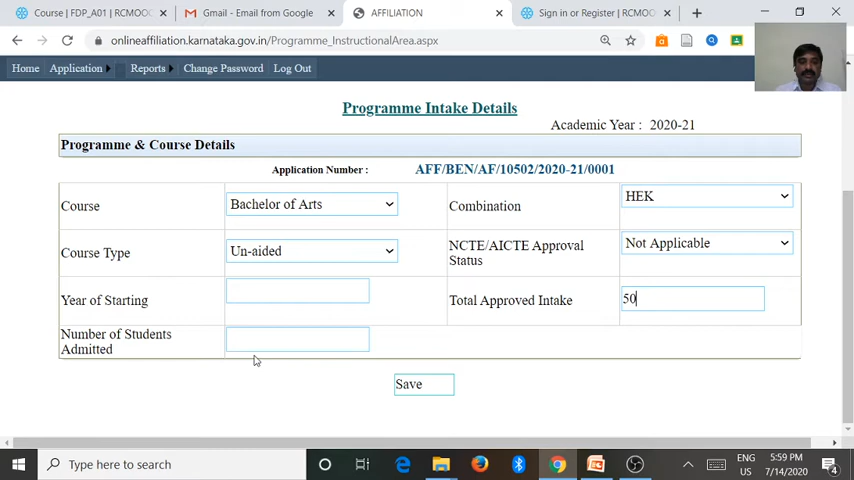 Course | FDP_A01 | RCMOO
Gmail - Email from Google
AFFILIATION
Sign in or Register | RCMOO
onlineaffiliation.karnataka.gov.in/Programme_InstructionalArea.aspx
Home Application Reports Change Password Log Out
Programme Intake Details
Academic Year : 2020-21
Programme & Course Details
Application Number : AFF/BEN/AF/10502/2020-21/0001
Course Bachelor of Arts Combination HEK
Course Type Un-aided NCTE/AICTE Approval Status Not Applicable
Year of Starting Total Approved Intake 50
Number of Students Admitted
Save
Type here to search
ENG
US
5:59 PM
7/14/2020
4